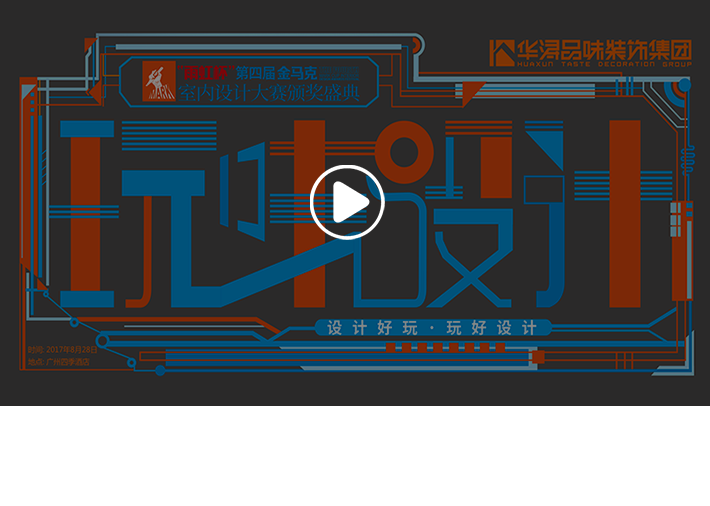 华浔品味装饰集团
HUAXUN TASTE DECORATION GROUP
第四届金马克
室内设计大赛颁奖盛典
玩味设计
设计好玩·玩好设计
时间: 2017年8月28日
地点: 广州四季酒店